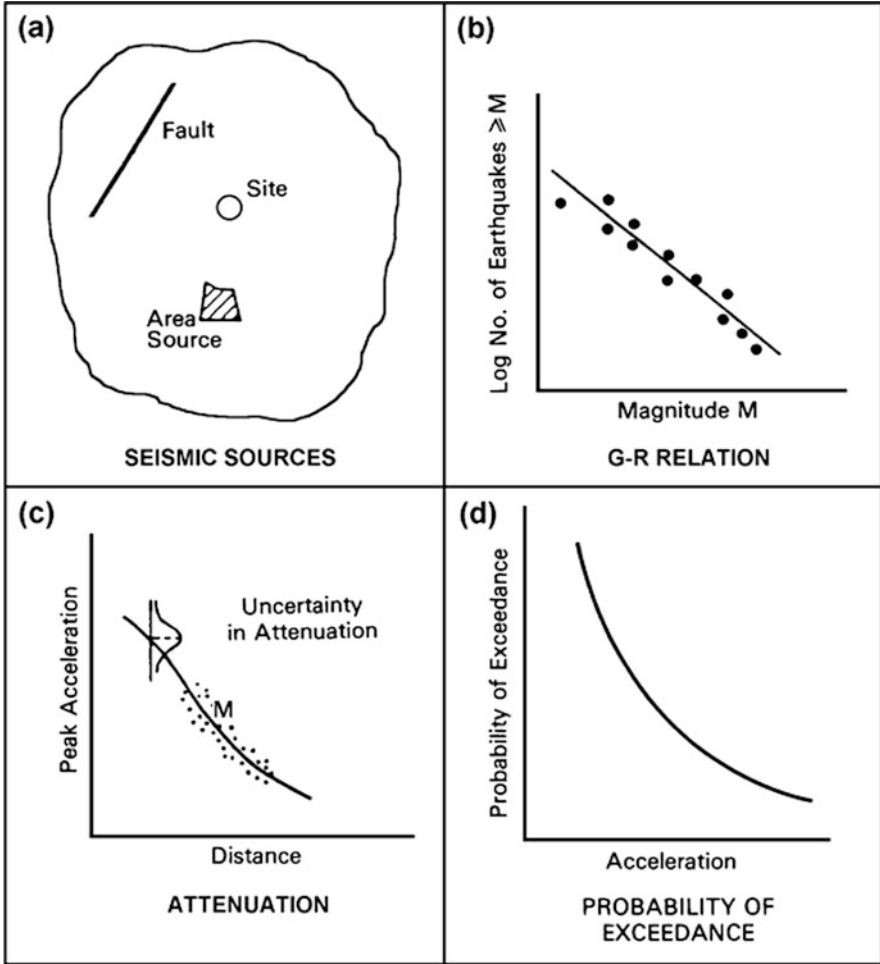 (a)
Fault
Site
Area
Source
SEISMIC SOURCES
(b)
Log No. of Earthquakes ⩾ M
Magnitude M
G-R RELATION
(c)
Uncertainty
in Attenuation
M
Peak Acceleration
Distance
ATTENUATION
(d)
Probability of Exceedance
Acceleration
PROBABILITY OF
EXCEEDANCE